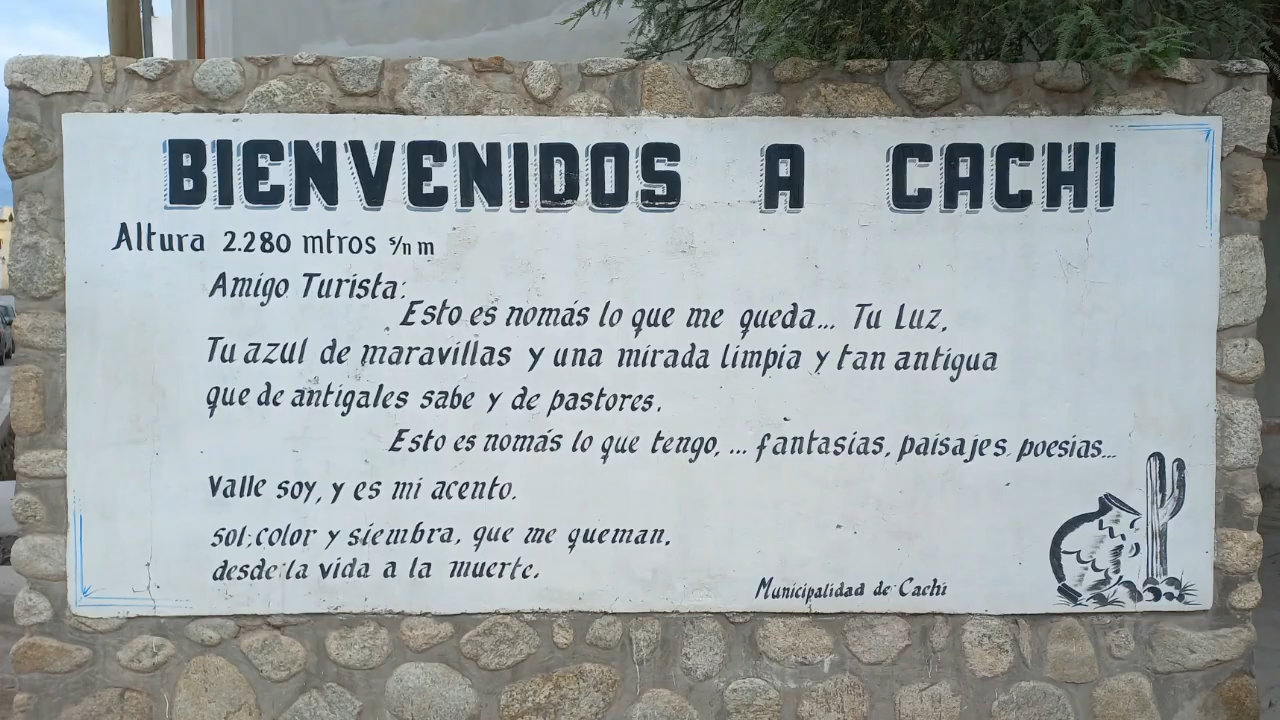 BIENVENIDOS A CACHI
Altura 2.280 mtros s/n m
Amigo Turista:
Esto es nomás lo que me queda... Tu Luz,
Tu azul de maravillas y una mirada limpia y tan antigua
que de antigales sabe y de pastores.
Esto es nomás lo que tengo, ... fantasias, paisajes, poesias...
Valle soy, y es mi acento.
sol, color y siembra, que me queman,
desde la vida a la muerte.
Municipalidad de Cachi